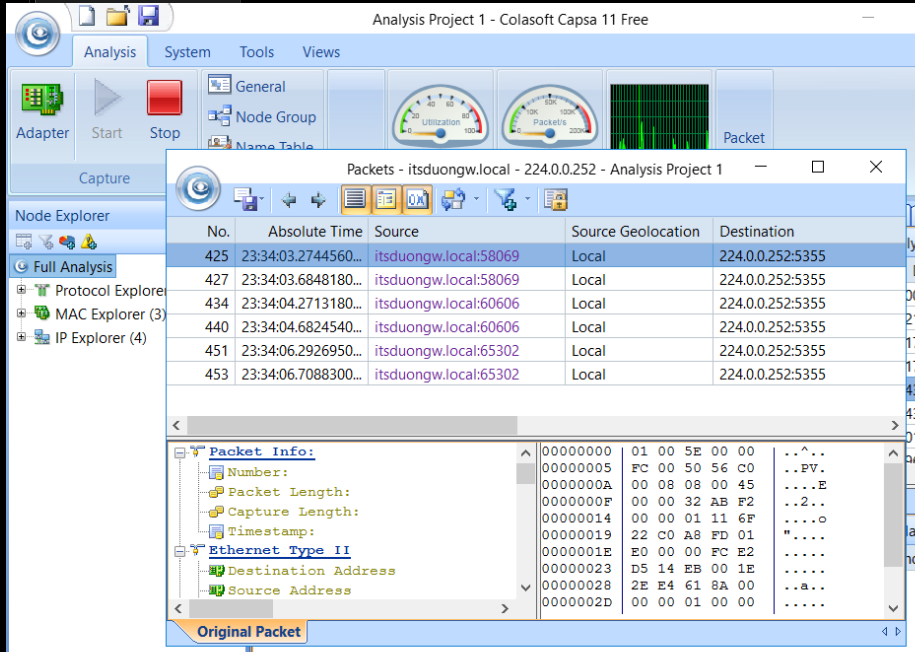 Analysis Project 1 - Colasoft Capsa 11 Free
Analysis System Tools Views
Adapter Start Stop
Capture
General
Node Group
Name Table
20 40 60 80 100
Utilization
10K 60K 100K 200K
Packet/s
Packet
Packets - itsduongw.local - 224.0.0.252 - Analysis Project 1
Node Explorer
Full Analysis
Protocol Explorer
MAC Explorer (3)
IP Explorer (4)
No. Absolute Time Source Source Geolocation Destination
425 23:34:03.2744560... itsduongw.local:58069 Local 224.0.0.252:5355
427 23:34:03.6848180... itsduongw.local:58069 Local 224.0.0.252:5355
434 23:34:04.2713180... itsduongw.local:60606 Local 224.0.0.252:5355
440 23:34:04.6824540... itsduongw.local:60606 Local 224.0.0.252:5355
451 23:34:06.2926950... itsduongw.local:65302 Local 224.0.0.252:5355
453 23:34:06.7088300... itsduongw.local:65302 Local 224.0.0.252:5355
Packet Info:
Number:
Packet Length:
Capture Length:
Timestamp:
Ethernet Type II
Destination Address
Source Address
00000000 01 00 5E 00 00 ..^..
00000005 FC 00 50 56 C0 ..PV.
0000000A 00 08 08 00 45 ....E
0000000F 00 00 32 AB F2 ..2..
00000014 00 00 01 11 6F ....o
00000019 22 C0 A8 FD 01 "....
0000001E E0 00 00 FC E2 .....
00000023 D5 14 EB 00 1E .....
00000028 2E E4 61 8A 00 ..a..
0000002D 00 00 01 00 00 .....
Original Packet